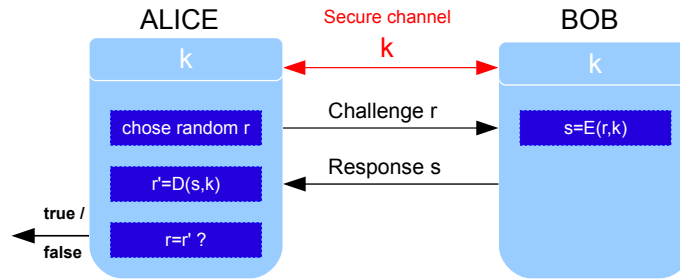 ALICE
Secure channel
BOB
k
k
k
chose random r
Challenge r
s=E(r,k)
r'=D(s,k)
Response s
true /
false
r=r' ?